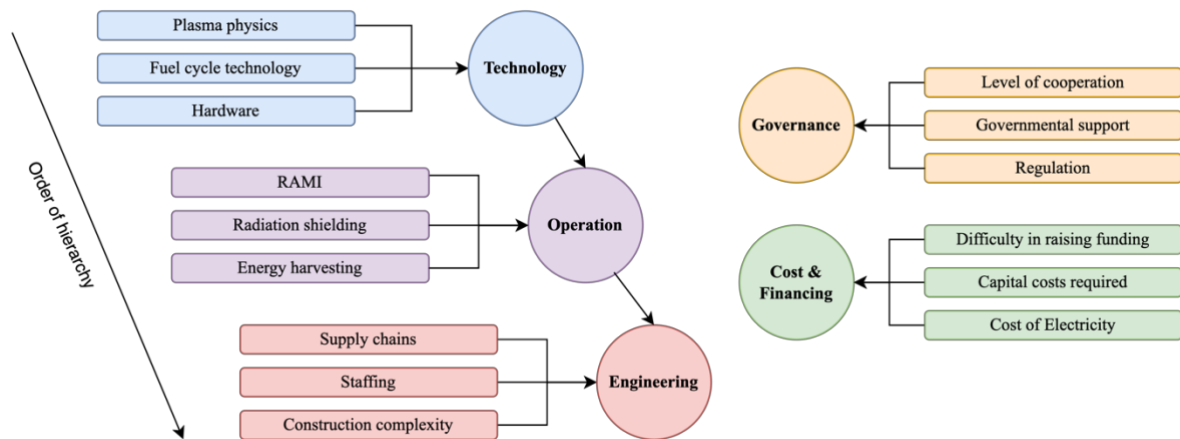 Plasma physics
Fuel cycle technology
Hardware
Technology
Order of hierarchy
RAMI
Radiation shielding
Energy harvesting
Operation
Supply chains
Staffing
Construction complexity
Engineering
Governance
Level of cooperation
Governmental support
Regulation
Cost &
Financing
Difficulty in raising funding
Capital costs required
Cost of Electricity